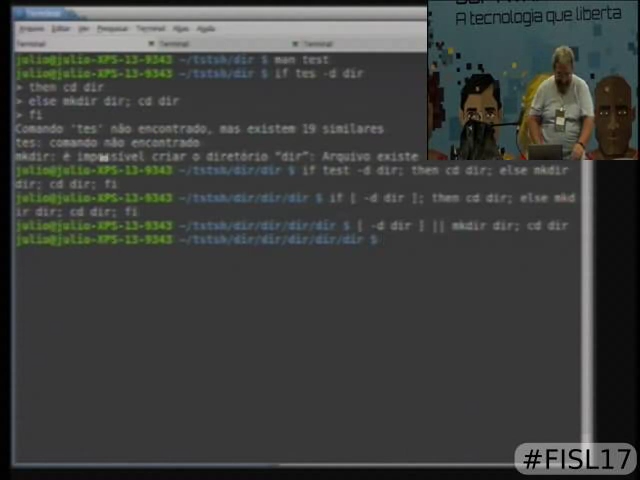 Terminal
Arquivo Editar Ver Pesquisar Terminal Abas Ajuda
Terminal × Terminal × Terminal
julio@julio-XPS-13-9343 ~/tstsh/dir $ man test
julio@julio-XPS-13-9343 ~/tstsh/dir $ if tes -d dir
> then cd dir
> else mkdir dir; cd dir
> fi
Comando 'tes' não encontrado, mas existem 19 similares
tes: comando não encontrado
mkdir: é impossível criar o diretório “dir”: Arquivo existe
julio@julio-XPS-13-9343 ~/tstsh/dir $ if test -d dir; then cd dir; else mkdir
dir; cd dir; fi
julio@julio-XPS-13-9343 ~/tstsh/dir/dir $ if [ -d dir ]; then cd dir; else mkd
ir dir; cd dir; fi
julio@julio-XPS-13-9343 ~/tstsh/dir/dir/dir/dir $ [ -d dir ] || mkdir dir; cd dir
julio@julio-XPS-13-9343 ~/tstsh/dir/dir/dir/dir/dir $
A tecnologia que liberta
#FISL17